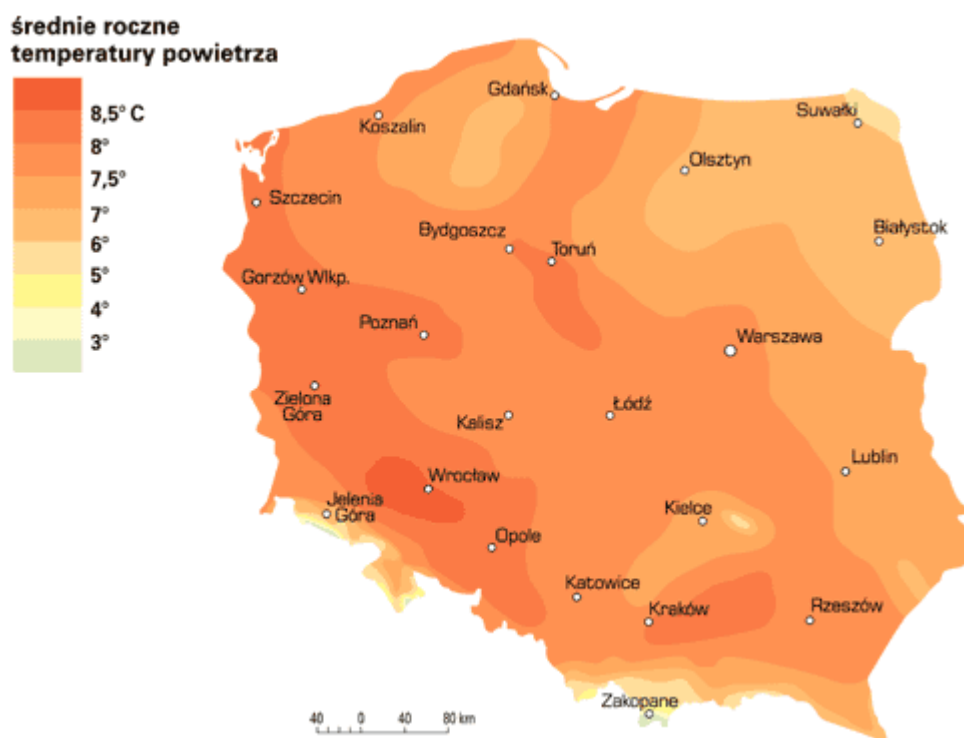 średnie roczne
temperatury powietrza
8,5° C
8°
7,5°
7°
6°
5°
4°
3°
Gdańsk
Koszalin
Suwałki
Olsztyn
Szczecin
Białystok
Bydgoszcz
Toruń
Gorzów Wlkp.
Poznań
Warszawa
Zielona
Góra
Kalisz
Łódź
Lublin
Wrocław
Jelenia
Góra
Kielce
Opole
Katowice
Kraków
Rzeszów
Zakopane
40 0 40 80 km